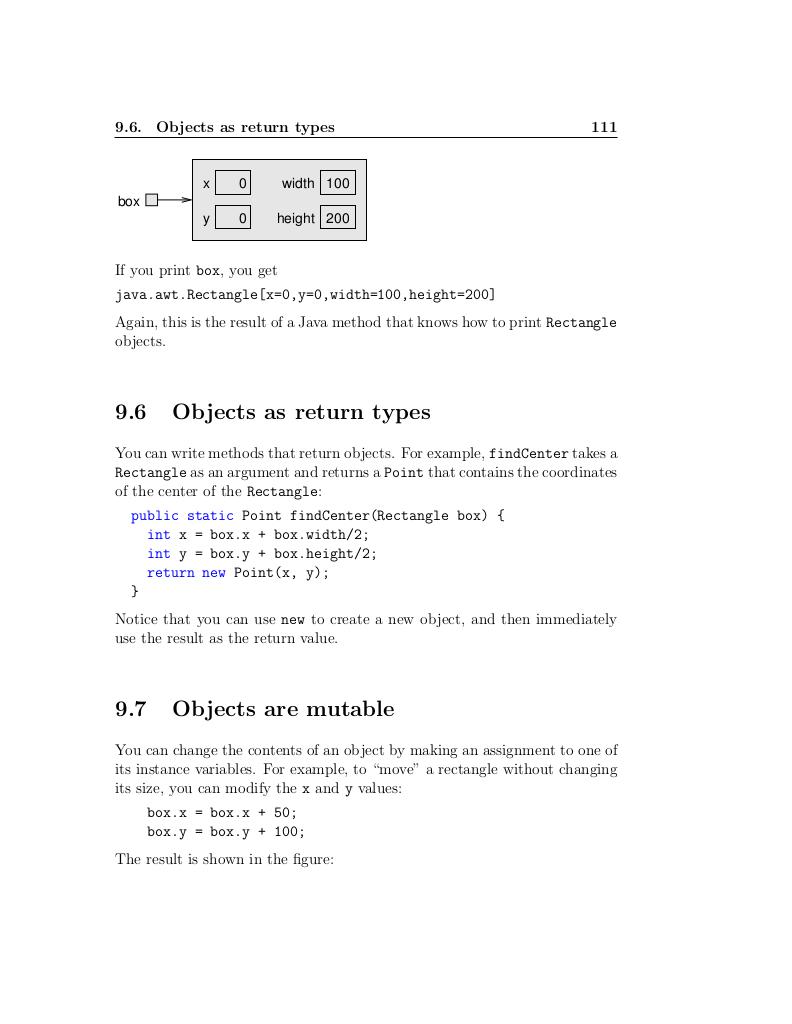 9.6. Objects as return types 111
x 0 width 100
box
y 0 height 200
If you print box, you get
java.awt.Rectangle[x=0,y=0,width=100,height=200]
Again, this is the result of a Java method that knows how to print Rectangle
objects.
9.6 Objects as return types
You can write methods that return objects. For example, findCenter takes a
Rectangle as an argument and returns a Point that contains the coordinates
of the center of the Rectangle:
public static Point findCenter(Rectangle box) {
int x = box.x + box.width/2;
int y = box.y + box.height/2;
return new Point(x, y);
}
Notice that you can use new to create a new object, and then immediately
use the result as the return value.
9.7 Objects are mutable
You can change the contents of an object by making an assignment to one of
its instance variables. For example, to “move” a rectangle without changing
its size, you can modify the x and y values:
box.x = box.x + 50;
box.y = box.y + 100;
The result is shown in the figure: